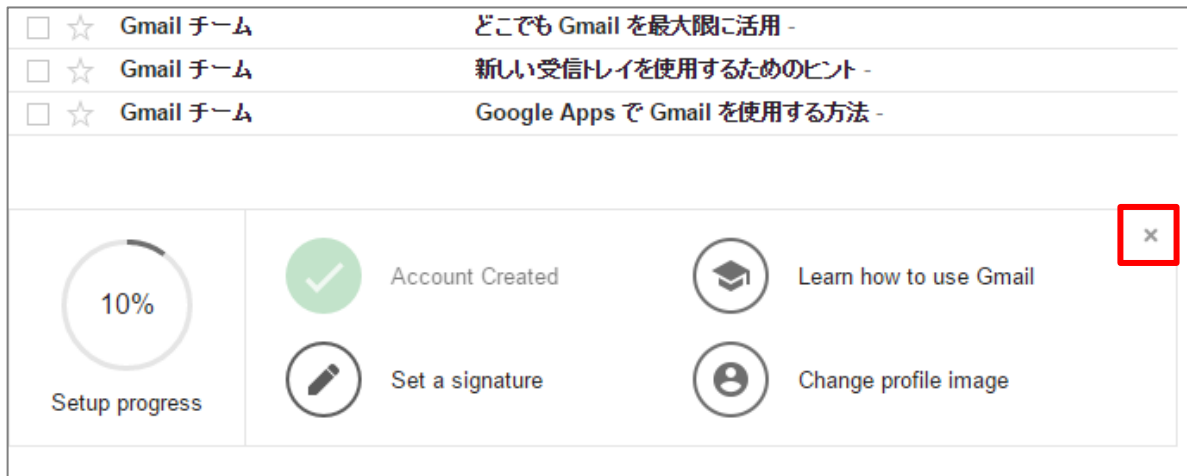 Gmail チーム どこでも Gmail を最大限に活用 -
Gmail チーム 新しい受信トレイを使用するためのヒント -
Gmail チーム Google Apps で Gmail を使用する方法 -
10%
Setup progress
Account Created
Learn how to use Gmail
Set a signature
Change profile image